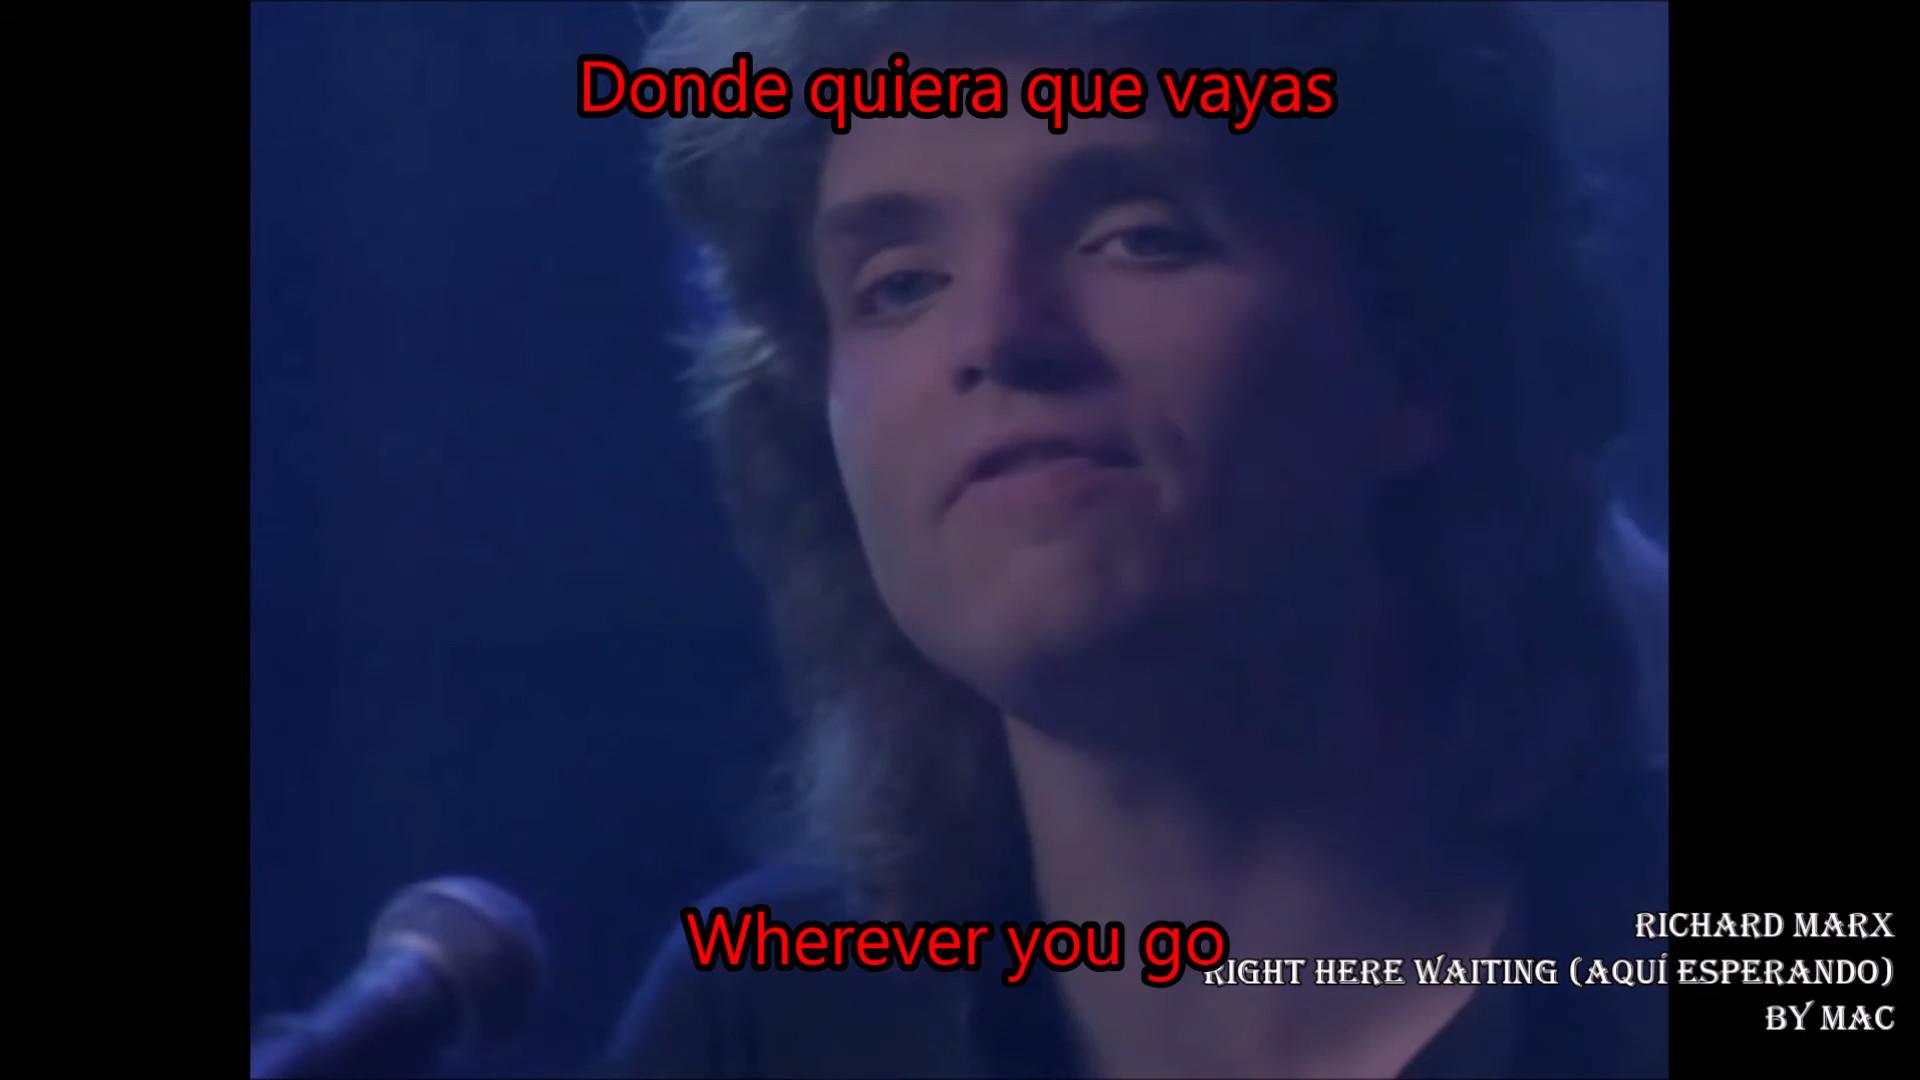 Donde quiera que vayas
Wherever you go
RICHARD MARX
RIGHT HERE WAITING (AQUÍ ESPERANDO)
BY MAC